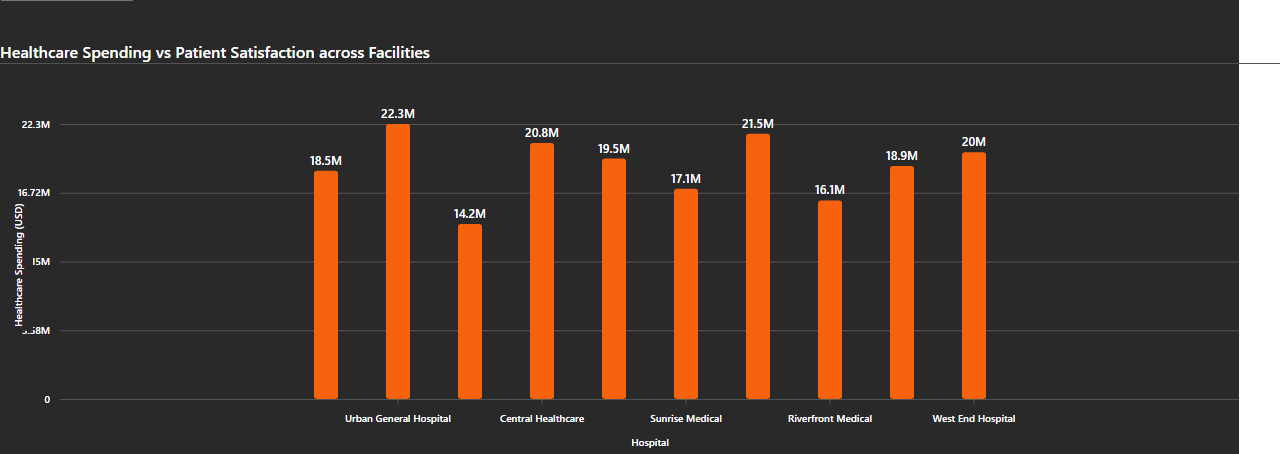 Healthcare Spending vs Patient Satisfaction across Facilities
22.3M
16.72M
0
Healthcare Spending (USD)
18.5M
22.3M
14.2M
20.8M
19.5M
17.1M
21.5M
16.1M
18.9M
20M
Urban General Hospital
Central Healthcare
Sunrise Medical
Riverfront Medical
West End Hospital
Hospital